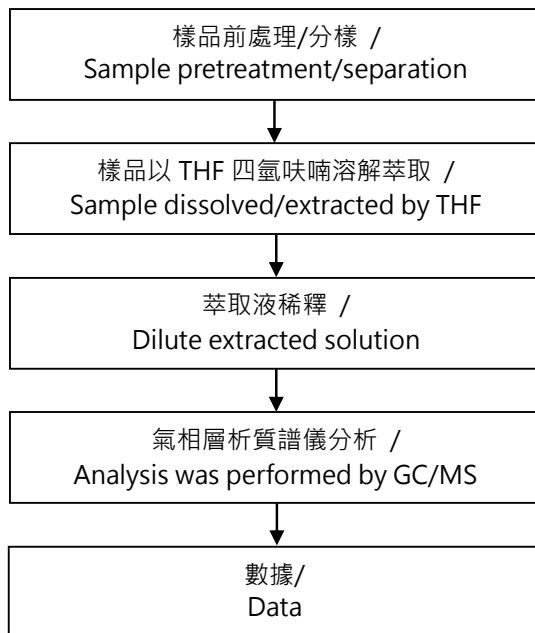 樣品前處理/分樣 /
Sample pretreatment/separation
樣品以 THF 四氫呋喃溶解萃取 /
Sample dissolved/extracted by THF
萃取液稀釋 /
Dilute extracted solution
氣相層析質譜儀分析 /
Analysis was performed by GC/MS
數據/
Data